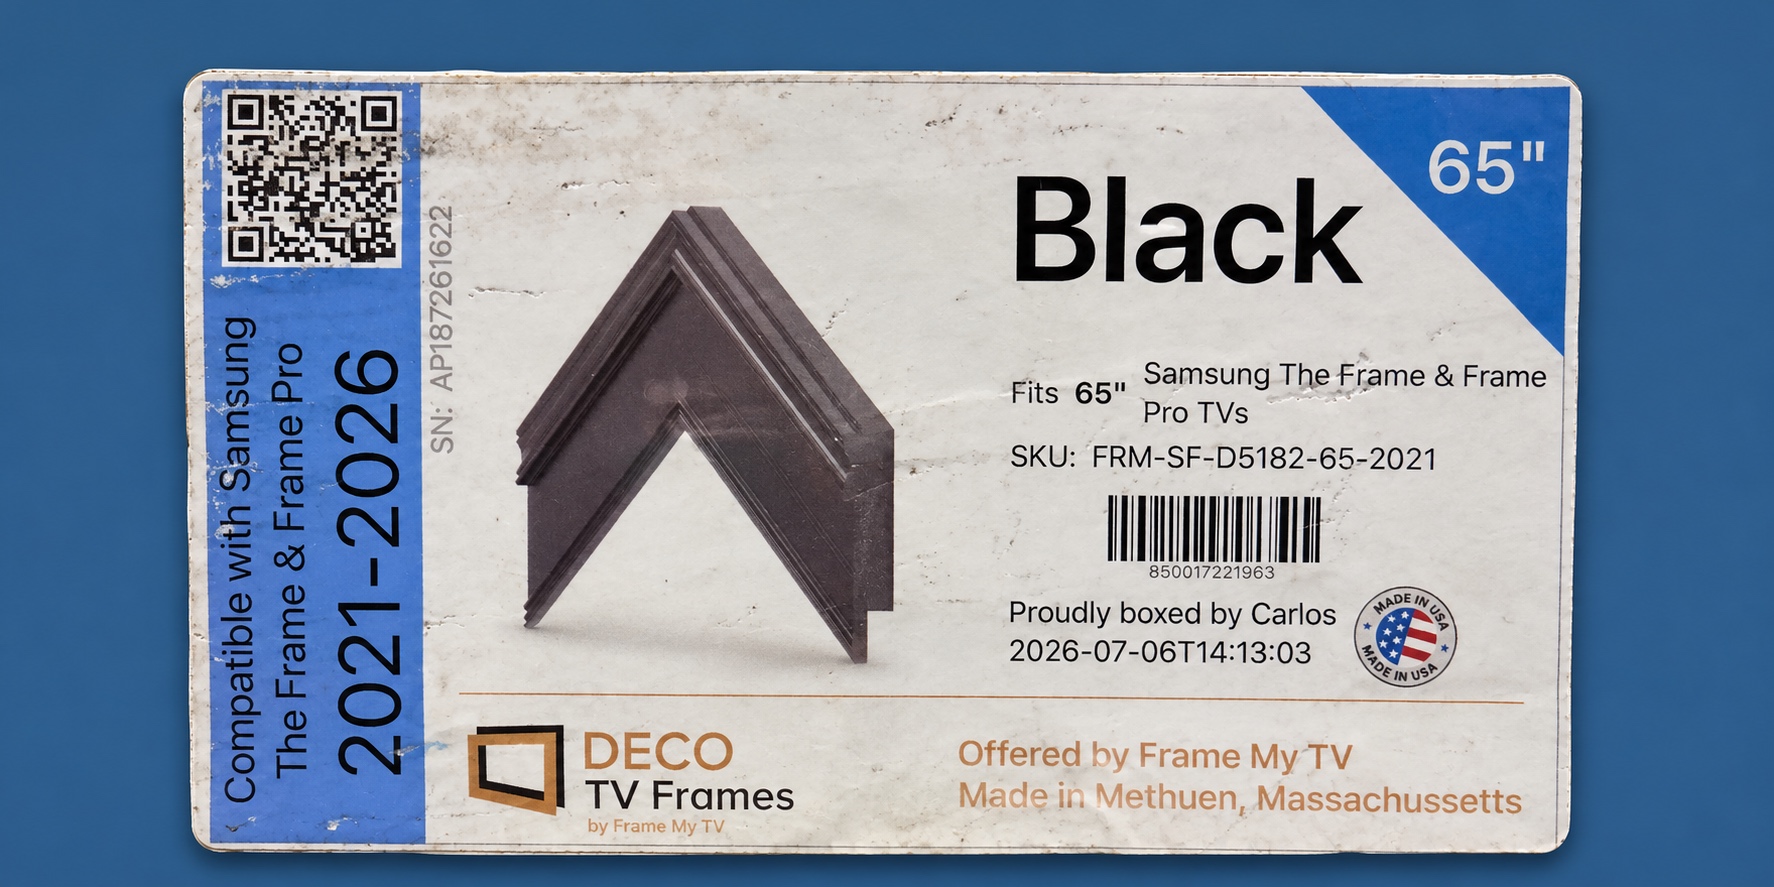 Compatible with Samsung
The Frame & Frame Pro
2021-2026
SN: AP1872616​22
65"
Black
Fits 65" Samsung The Frame & Frame
Pro TVs
SKU: FRM-SF-D5182-65-2021
850017221963
Proudly boxed by Carlos
2026-07-06T14:13:03
MADE IN USA
MADE IN USA
DECO
TV Frames
by Frame My TV
Offered by Frame My TV
Made in Methuen, Massachussetts